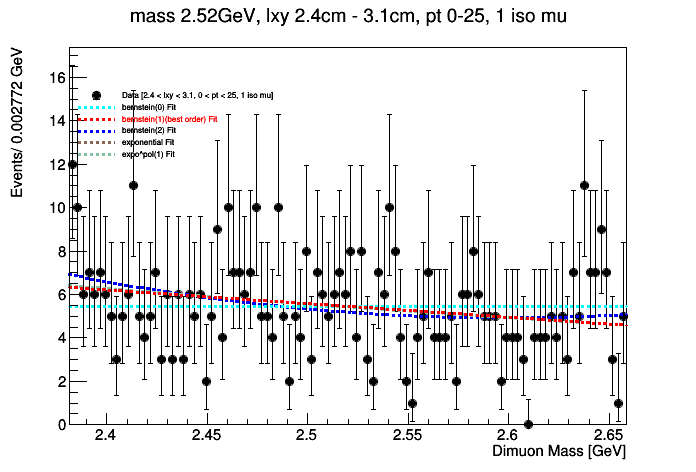 mass 2.52GeV, lxy 2.4cm - 3.1cm, pt 0-25, 1 iso mu
Events/ 0.002772 GeV
16
14
12
10
8
6
4
2
0
Data [2.4 < lxy < 3.1, 0 < pt < 25, 1 iso mu]
bernstein(0) Fit
bernstein(1)(best order) Fit
bernstein(2) Fit
exponential Fit
expo*pol(1) Fit
2.4 2.45 2.5 2.55 2.6 2.65
Dimuon Mass [GeV]